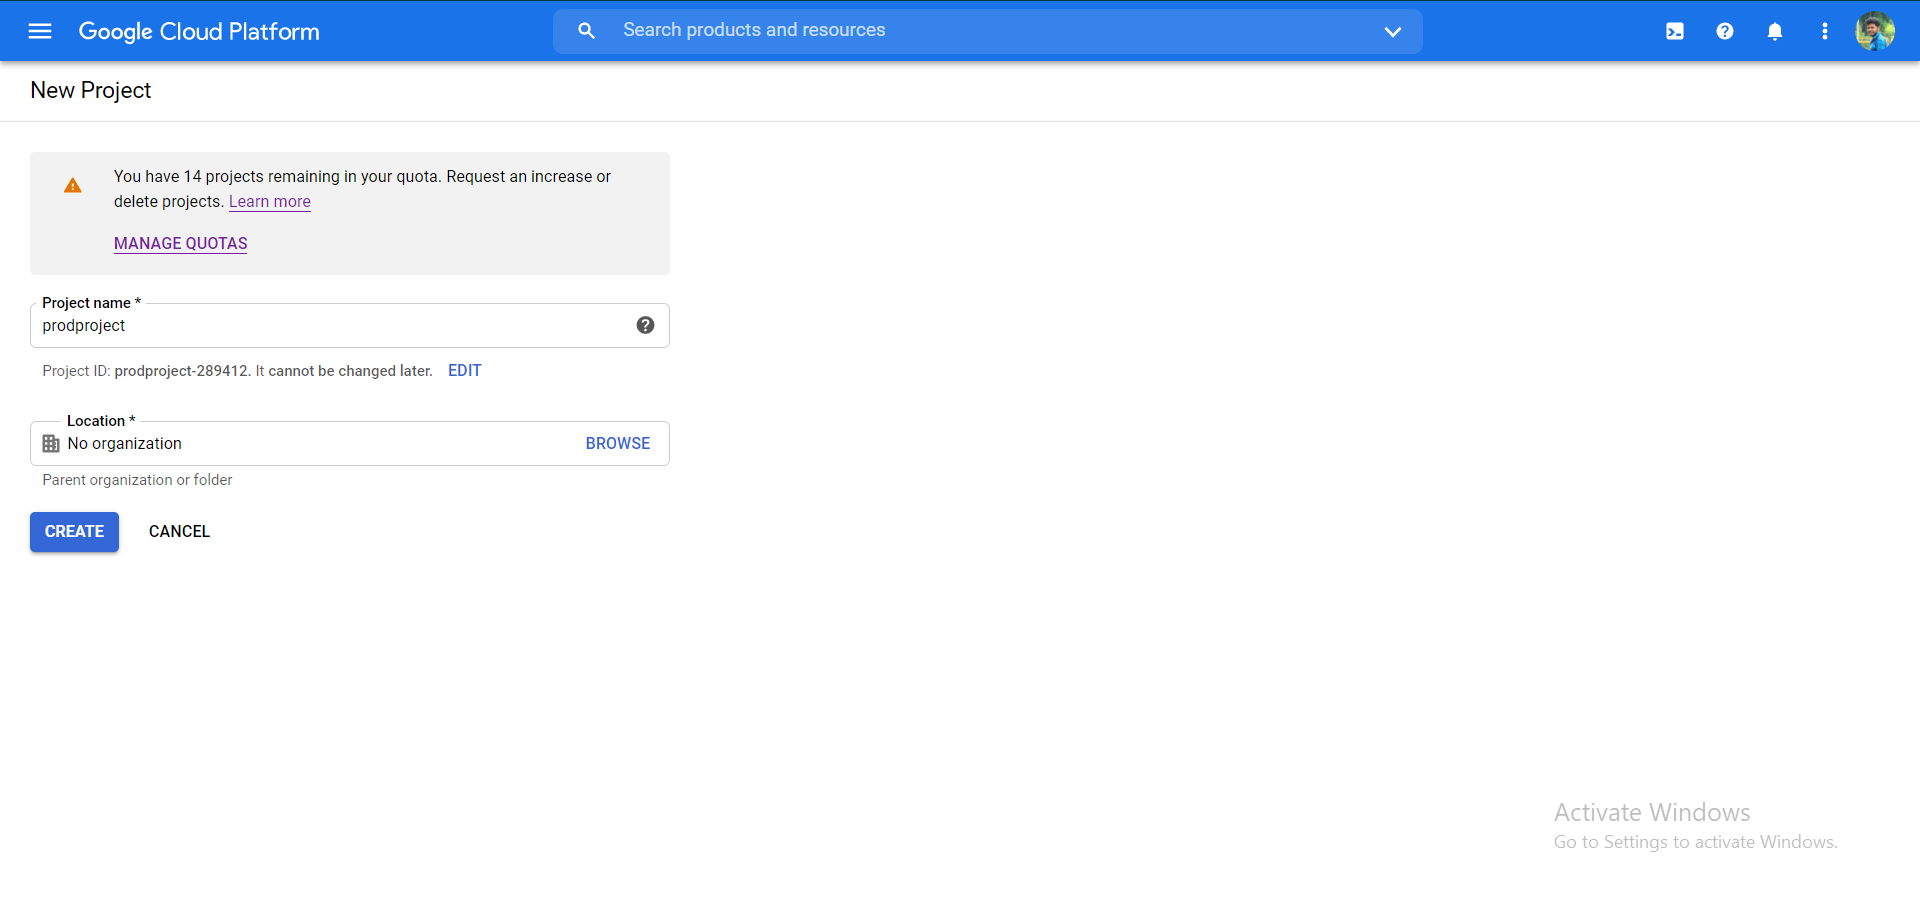 Google Cloud Platform
Search products and resources
New Project
You have 14 projects remaining in your quota. Request an increase or
delete projects. Learn more
MANAGE QUOTAS
Project name *
prodproject
Project ID: prodproject-289412. It cannot be changed later. EDIT
Location *
No organization BROWSE
Parent organization or folder
CREATE CANCEL
Activate Windows
Go to Settings to activate Windows.